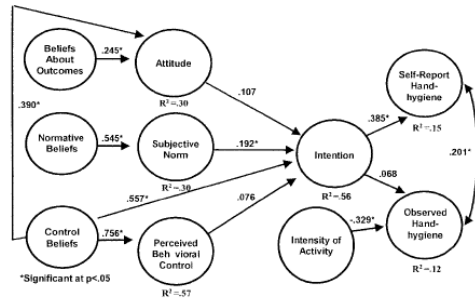 Beliefs
About
Outcomes
.245*
Attitude
R²=.30
.107
Self-Report
Hand-
hygiene
R²=.15
.390*
.385*
Normative
Beliefs
.545*
Subjective
Norm
R²=.30
.192*
Intention
R²=.56
.201*
.557*
.068
.076
Control
Beliefs
.756*
Perceived
Beh vioral
Control
R²=.57
Intensity
of Activity
-.329*
Observed
Hand-
hygiene
R²=.12
*Significant at p<.05